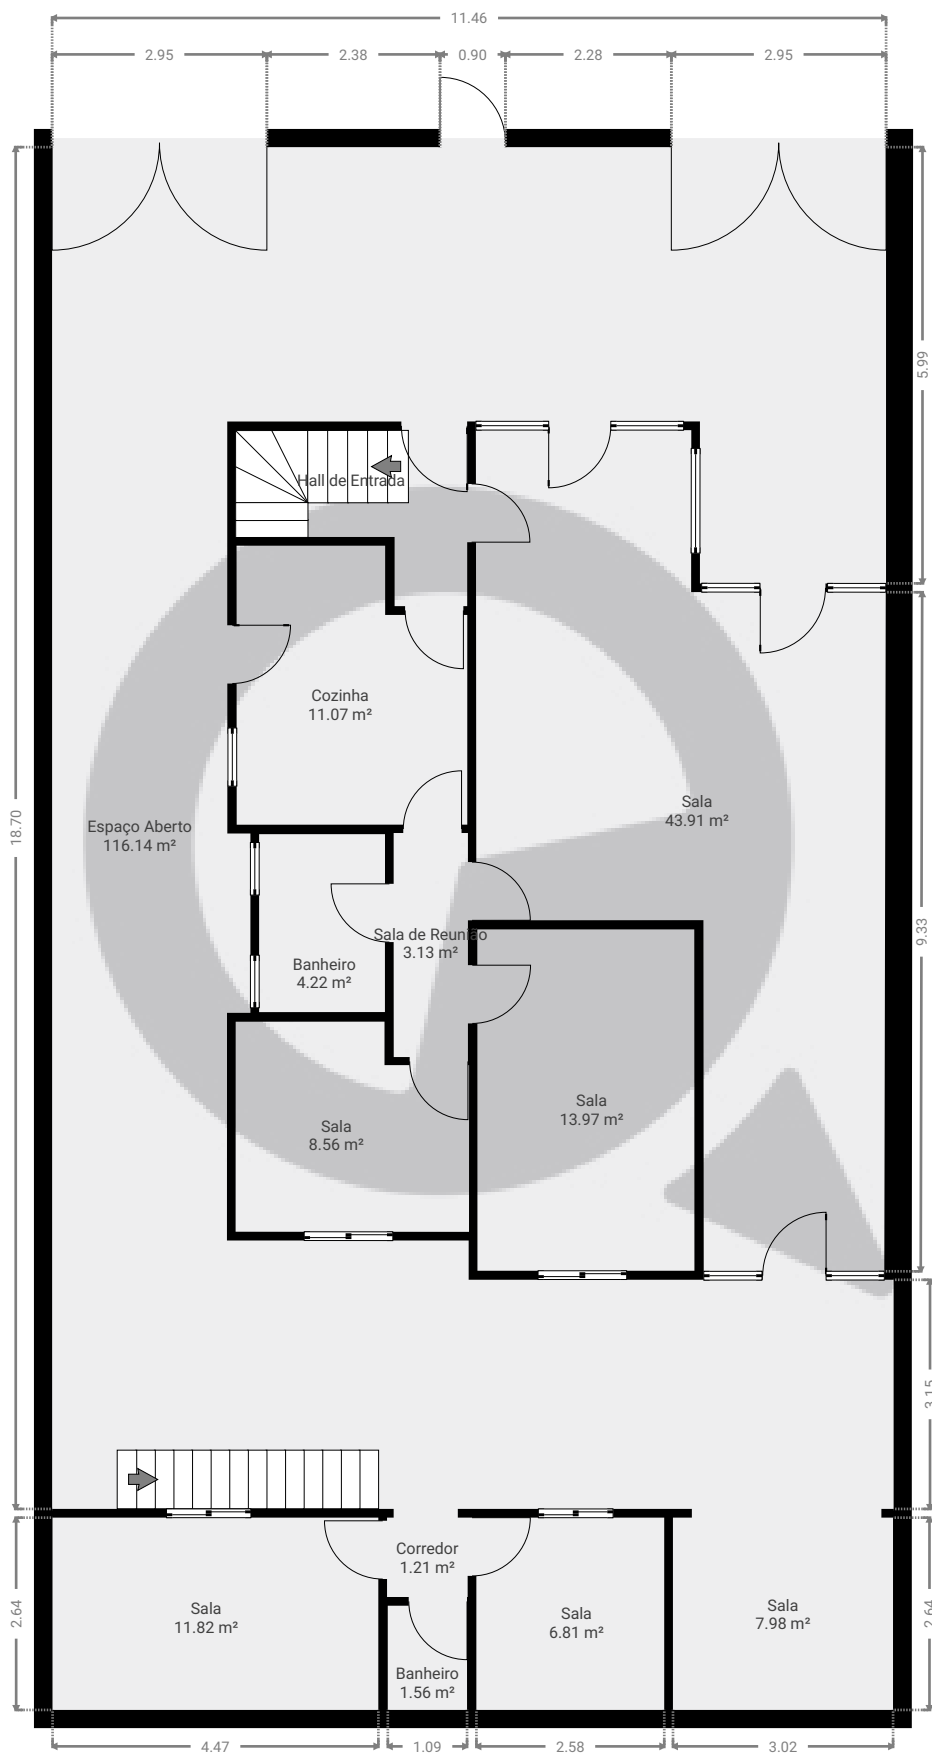 11.46
2.95
2.38
0.90
2.28
2.95
5.99
Hall de Entrada
Cozinha
11.07 m²
Sala
43.91 m²
Espaço Aberto
116.14 m²
18.70
9.33
Sala de Reunião
3.13 m²
Banheiro
4.22 m²
Sala
13.97 m²
Sala
8.56 m²
3.15
Corredor
1.21 m²
Sala
11.82 m²
Sala
6.81 m²
Sala
7.98 m²
2.64
2.64
Banheiro
1.56 m²
4.47
1.09
2.58
3.02